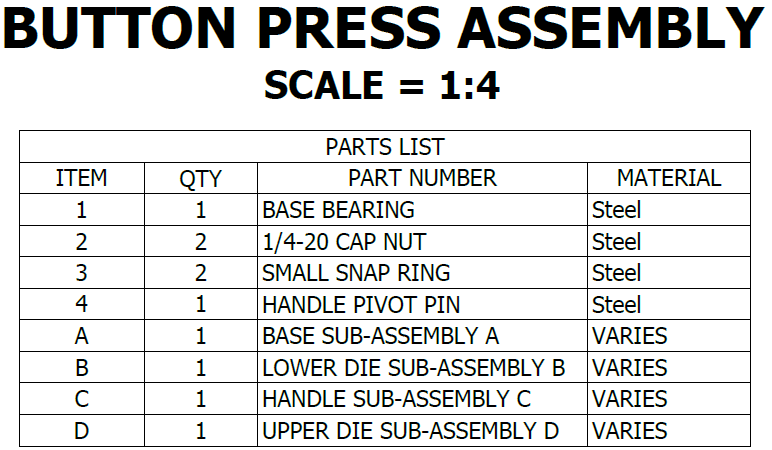 BUTTON PRESS ASSEMBLY
SCALE = 1:4
PARTS LIST
ITEM QTY PART NUMBER MATERIAL
1 1 BASE BEARING Steel
2 2 1/4-20 CAP NUT Steel
3 2 SMALL SNAP RING Steel
4 1 HANDLE PIVOT PIN Steel
A 1 BASE SUB-ASSEMBLY A VARIES
B 1 LOWER DIE SUB-ASSEMBLY B VARIES
C 1 HANDLE SUB-ASSEMBLY C VARIES
D 1 UPPER DIE SUB-ASSEMBLY D VARIES